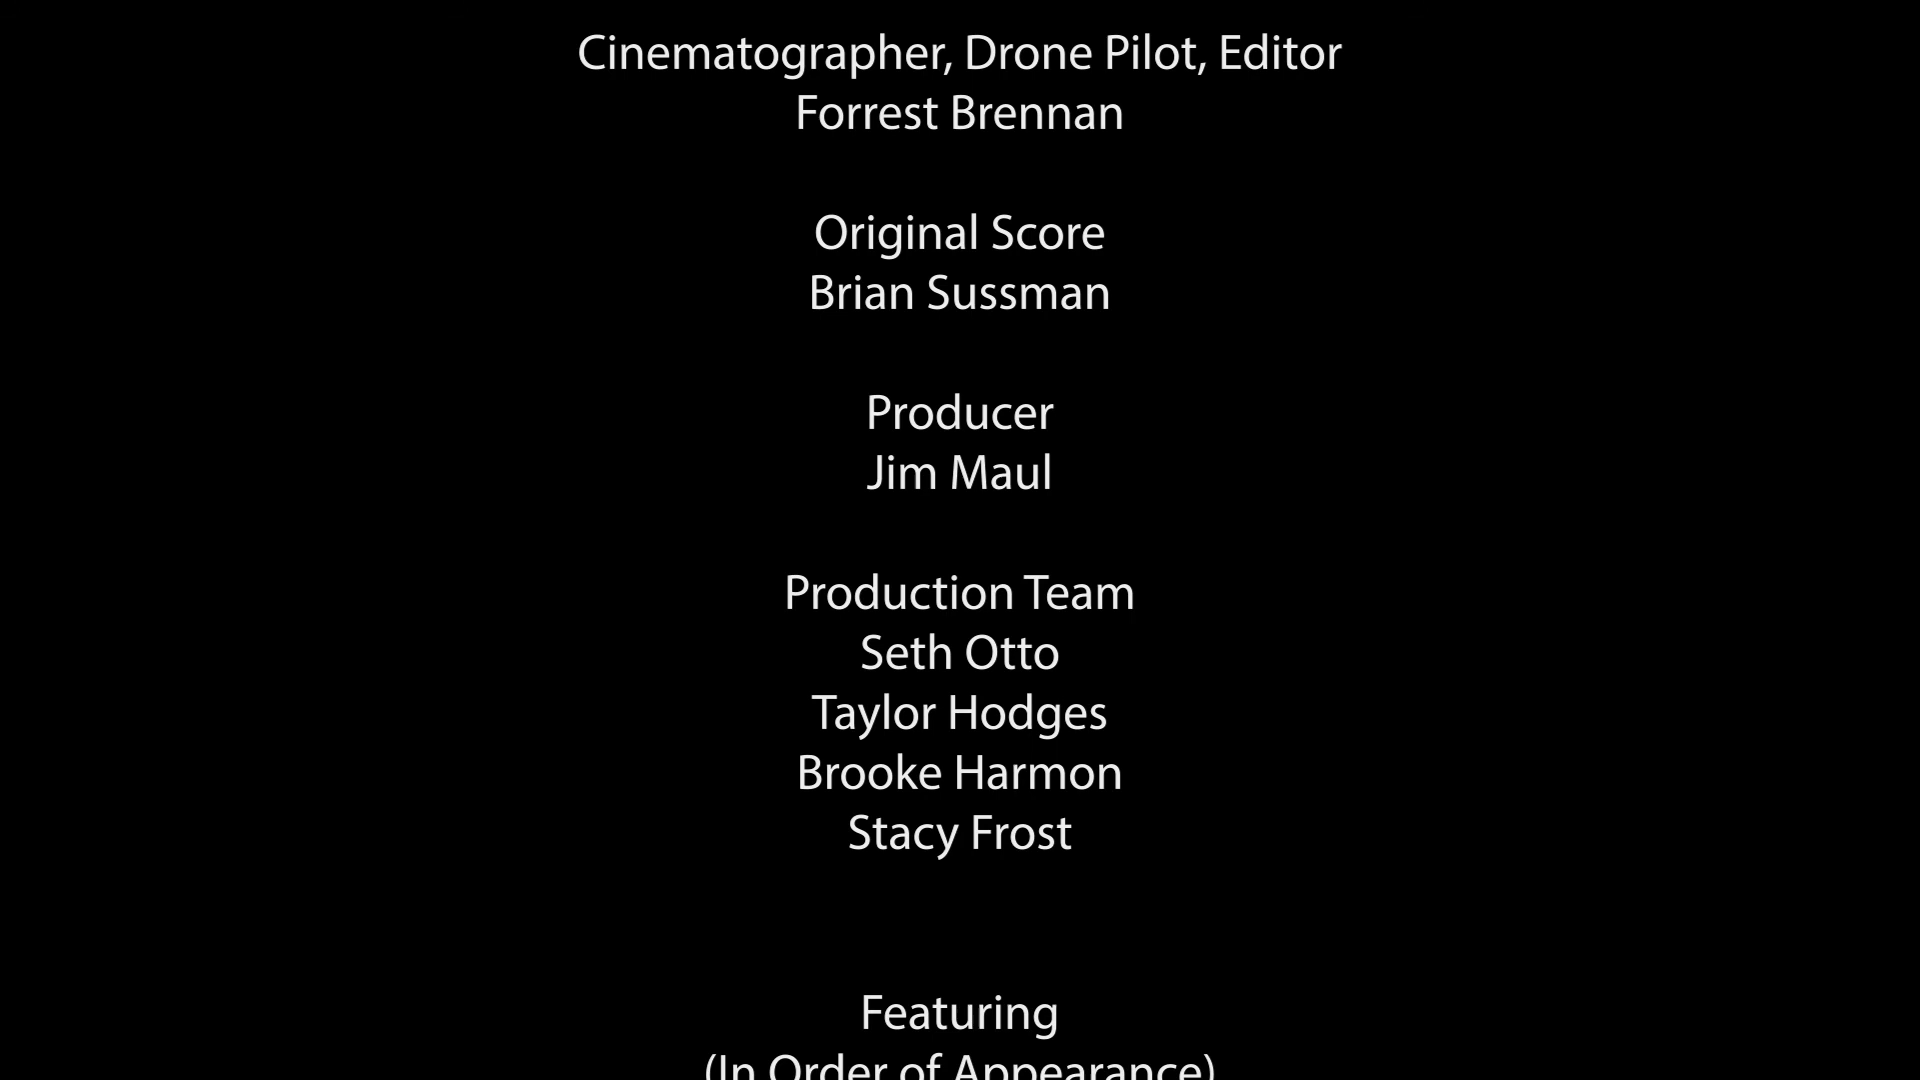 Cinematographer, Drone Pilot, Editor
Forrest Brennan
Original Score
Brian Sussman
Producer
Jim Maul
Production Team
Seth Otto
Taylor Hodges
Brooke Harmon
Stacy Frost
Featuring
(In Order of Appearance)